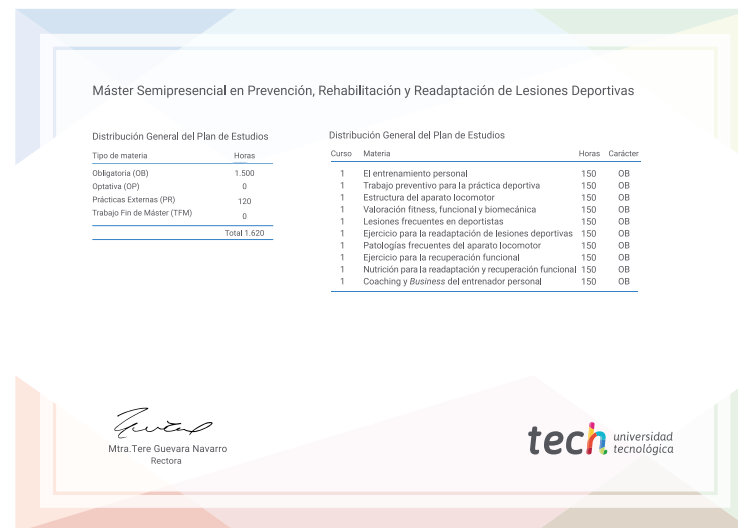 Máster Semipresencial en Prevención, Rehabilitación y Readaptación de Lesiones Deportivas
Distribución General del Plan de Estudios
Tipo de materia Horas
Obligatoria (OB) 1.500
Optativa (OP) 0
Prácticas Externas (PR) 120
Trabajo Fin de Máster (TFM) 0
Total 1.620
Distribución General del Plan de Estudios
Curso Materia Horas Carácter
1 El entrenamiento personal 150 OB
1 Trabajo preventivo para la práctica deportiva 150 OB
1 Estructura del aparato locomotor 150 OB
1 Valoración fitness, funcional y biomecánica 150 OB
1 Lesiones frecuentes en deportistas 150 OB
1 Ejercicio para la readaptación de lesiones deportivas 150 OB
1 Patologías frecuentes del aparato locomotor 150 OB
1 Ejercicio para la recuperación funcional 150 OB
1 Nutrición para la readaptación y recuperación funcional 150 OB
1 Coaching y Business del entrenador personal 150 OB
Mtra.Tere Guevara Navarro
Rectora
tech universidad
tecnológica